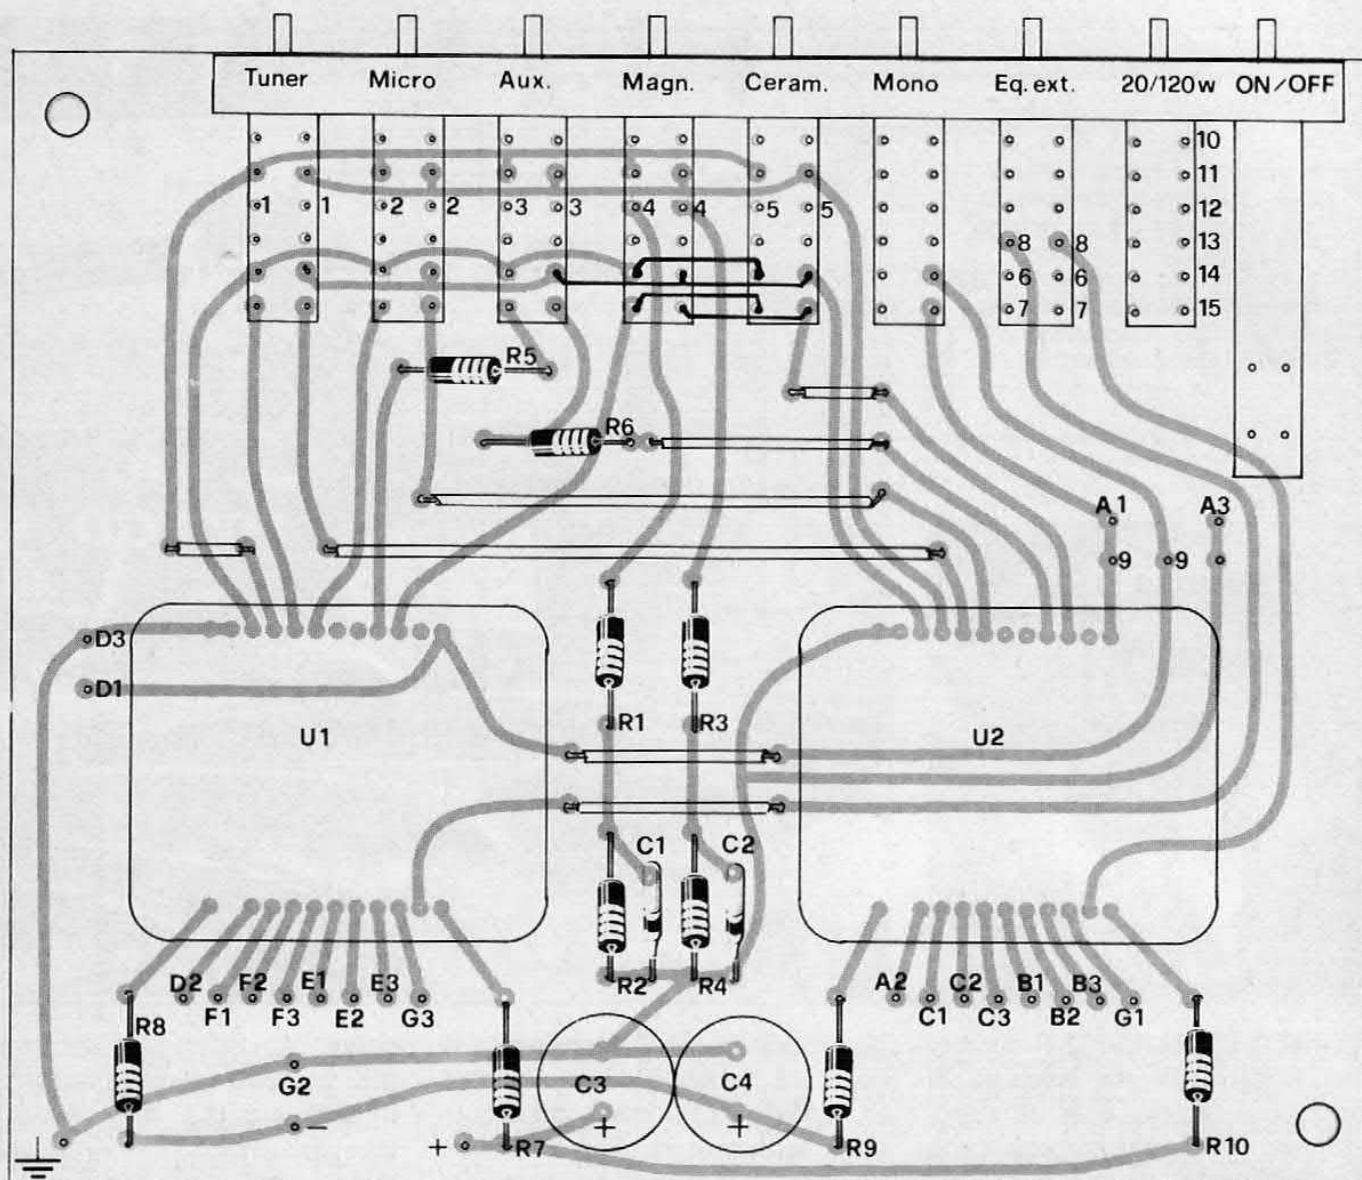 Tuner Micro Aux. Magn. Ceram. Mono Eq. ext. 20/120w ON/OFF
10
11
1 1 2 2 3 3 4 4 5 5 12
8 8 13
6 6 14
7 7 15
R5
R6
A1 A3
9 9
D3
D1
R1 R3
U1 U2
C1 C2
R2 R4
D2 F2 E1 E3 A2 C2 B1 B3
F1 F3 E2 G3 C1 C3 B2 G1
R8
G2 C3 C4
− + +
+ R7 R9 R10